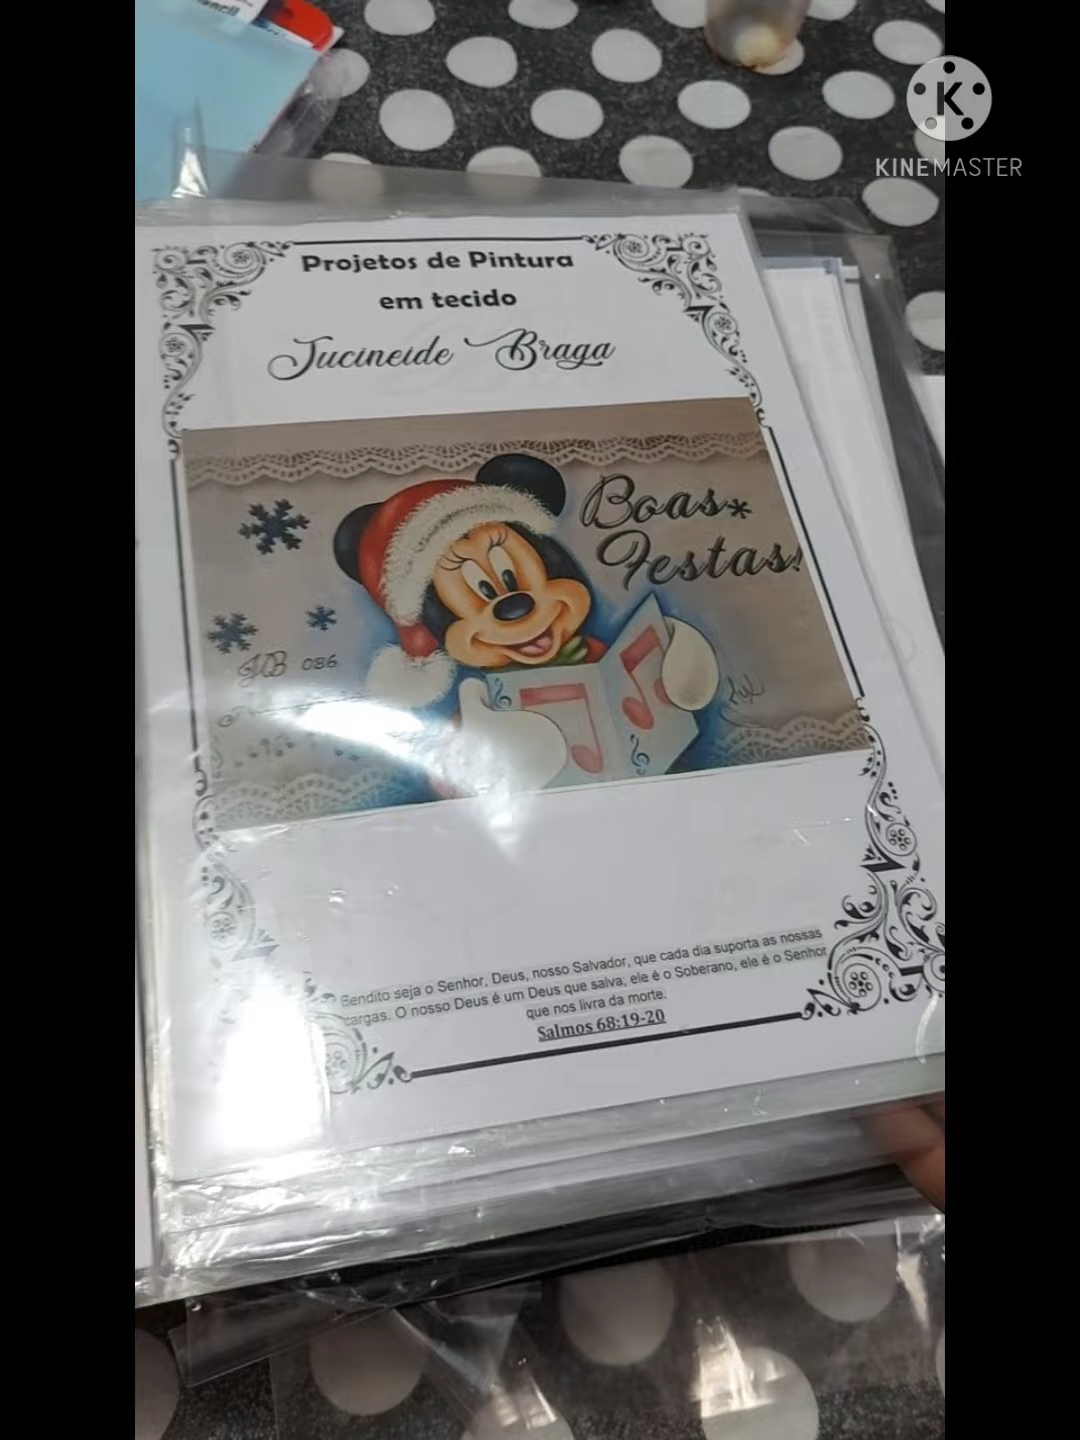 KINEMASTER
Projetos de Pintura
em tecido
Jucineide Braga
Boas
Festas!
JB 086
Bendito seja o Senhor, Deus, nosso Salvador, que cada dia suporta as nossas
cargas. O nosso Deus é um Deus que salva; ele é o Soberano, ele é o Senhor
que nos livra da morte.
Salmos 68:19-20